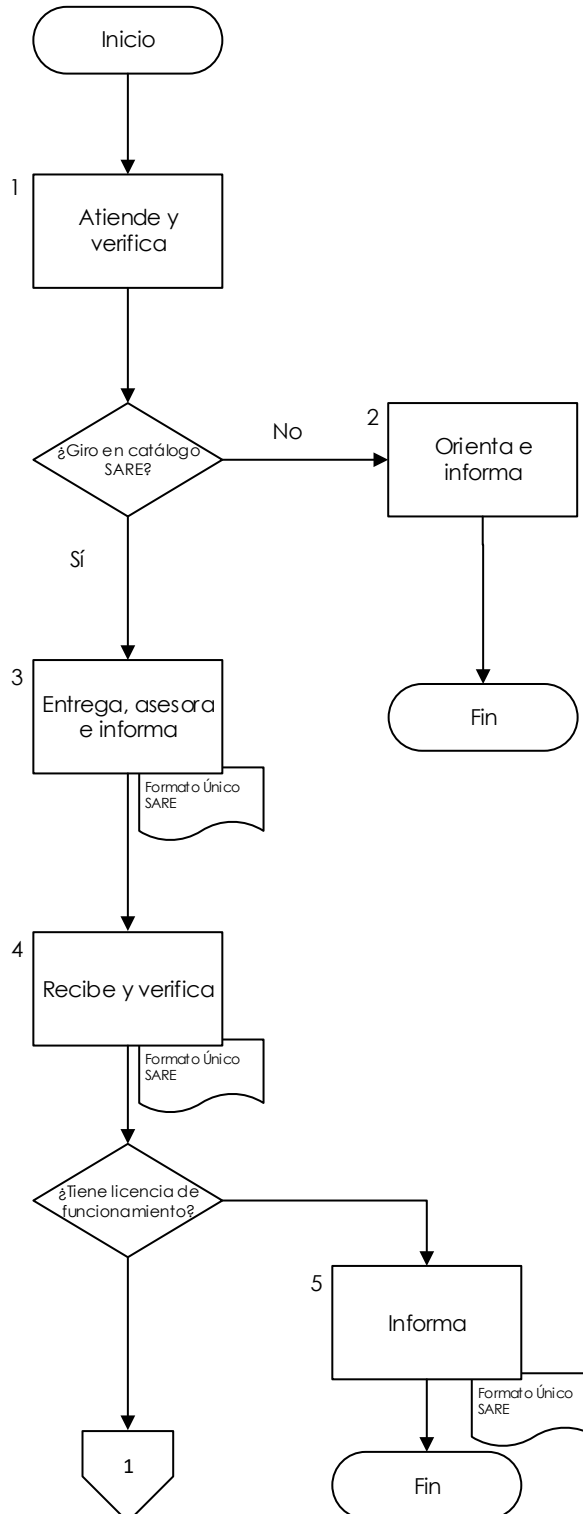 Inicio
1
Atiende y
verifica
¿Giro en catálogo
SARE?
No
2
Orienta e
informa
Sí
Fin
3
Entrega, asesora
e informa
Formato Único
SARE
4
Recibe y verifica
Formato Único
SARE
¿Tiene licencia de
funcionamiento?
5
Informa
Formato Único
SARE
1
Fin